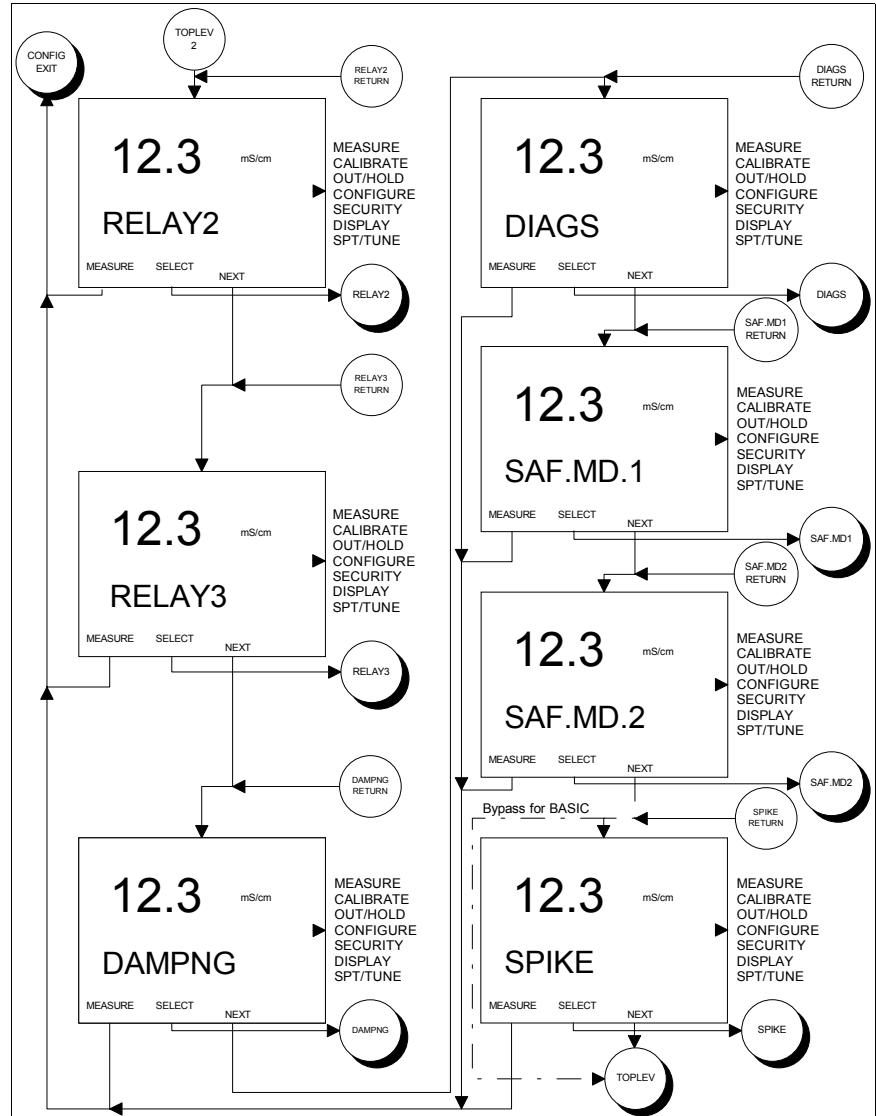 TOPLEV
2
CONFIG
EXIT
RELAY2
RETURN
12.3 mS/cm
RELAY2
MEASURE SELECT NEXT
MEASURE
CALIBRATE
OUT/HOLD
CONFIGURE
SECURITY
DISPLAY
SPT/TUNE
RELAY2
RELAY3
RETURN
12.3 mS/cm
RELAY3
MEASURE SELECT NEXT
MEASURE
CALIBRATE
OUT/HOLD
CONFIGURE
SECURITY
DISPLAY
SPT/TUNE
RELAY3
DAMPNG
RETURN
12.3 mS/cm
DAMPNG
MEASURE SELECT NEXT
MEASURE
CALIBRATE
OUT/HOLD
CONFIGURE
SECURITY
DISPLAY
SPT/TUNE
DAMPNG
DIAGS
RETURN
12.3 mS/cm
DIAGS
MEASURE SELECT NEXT
MEASURE
CALIBRATE
OUT/HOLD
CONFIGURE
SECURITY
DISPLAY
SPT/TUNE
DIAGS
SAF.MD1
RETURN
12.3 mS/cm
SAF.MD.1
MEASURE SELECT NEXT
MEASURE
CALIBRATE
OUT/HOLD
CONFIGURE
SECURITY
DISPLAY
SPT/TUNE
SAF.MD1
SAF.MD2
RETURN
12.3 mS/cm
SAF.MD.2
MEASURE SELECT NEXT
MEASURE
CALIBRATE
OUT/HOLD
CONFIGURE
SECURITY
DISPLAY
SPT/TUNE
SAF.MD2
Bypass for BASIC
SPIKE
RETURN
12.3 mS/cm
SPIKE
MEASURE SELECT NEXT
MEASURE
CALIBRATE
OUT/HOLD
CONFIGURE
SECURITY
DISPLAY
SPT/TUNE
SPIKE
TOPLEV